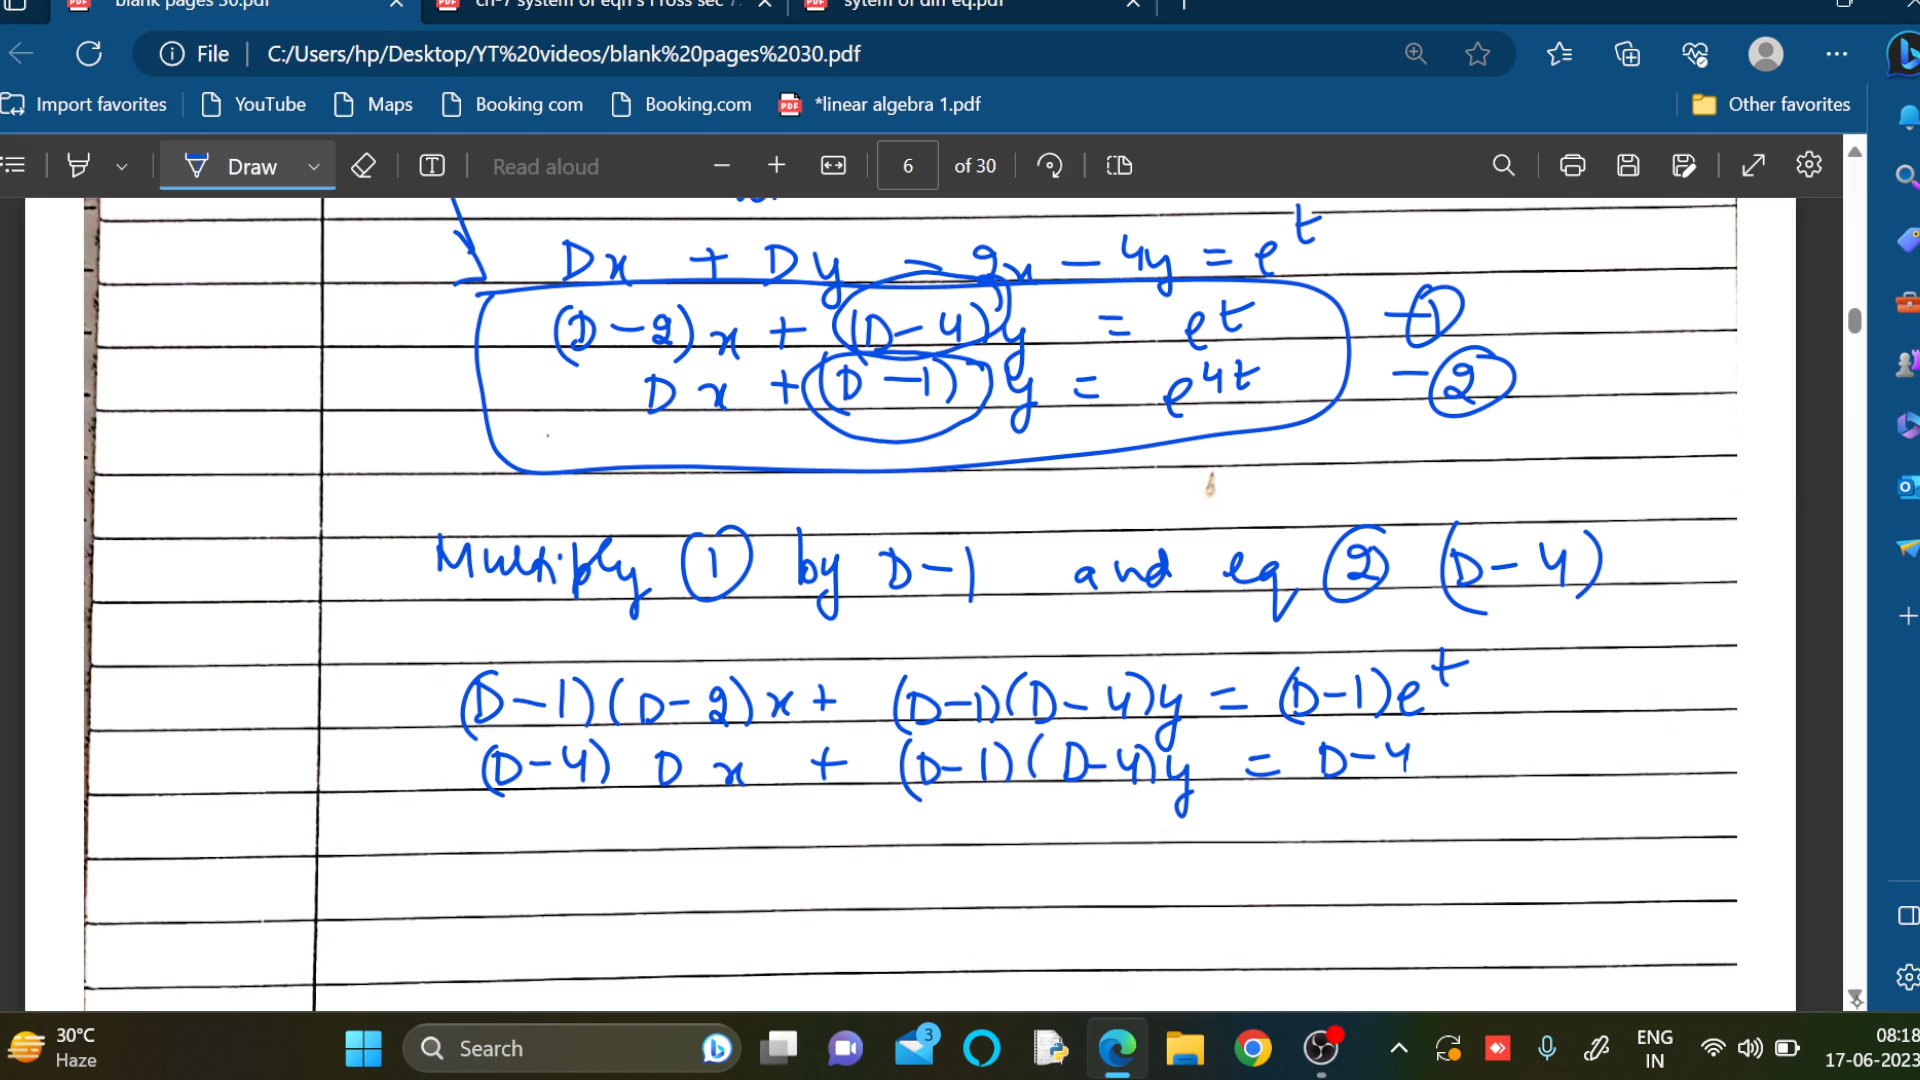 blank pages 30.pdf
ch-7 system of eqn's
sytem of diff eq.pdf
File C:/Users/hp/Desktop/YT%20videos/blank%20pages%2030.pdf
Import favorites YouTube Maps Booking com Booking.com *linear algebra 1.pdf Other favorites
Draw Read aloud 6 of 30
Dx + Dy - 2x - 4y = e^t
(D-2)x + (D-4)y = e^t - ①
Dx + (D-1)y = e^4t - ②
Multiply ① by D-1 and eq ② (D-4)
(D-1)(D-2)x + (D-1)(D-4)y = (D-1)e^t
(D-4) D x + (D-1)(D-4)y = D-4
30°C
Haze
Search
3
ENG
IN
08:18
17-06-2023